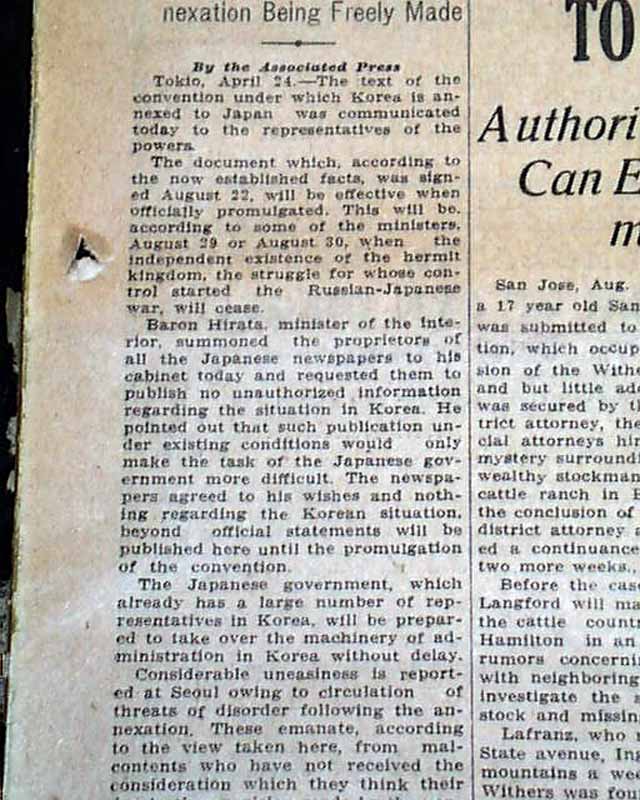 nexation Being Freely Made
By the Associated Press
Tokio, April 24.—The text of the
convention under which Korea is an-
nexed to Japan was communicated
today to the representatives of the
powers.
The document which, according to
the now established facts, was sign-
ed August 22, will be effective when
officially promulgated. This will be,
according to some of the ministers,
August 29 or August 30, when the
independent existence of the hermit
kingdom, the struggle for whose con-
trol started the Russian-Japanese
war, will cease.
Baron Hirata, minister of the inte-
rior, summoned the proprietors of
all the Japanese newspapers to his
cabinet today and requested them to
publish no unauthorized information
regarding the situation in Korea. He
pointed out that such publication un-
der existing conditions would only
make the task of the Japanese gov-
ernment more difficult. The newspa-
pers agreed to his wishes and noth-
ing regarding the Korean situation,
beyond official statements will be
published here until the promulgation
of the convention.
The Japanese government, which
already has a large number of rep-
resentatives in Korea, will be prepar-
ed to take over the machinery of ad-
ministration in Korea without delay.
Considerable uneasiness is report-
ed at Seoul owing to circulation of
threats of disorder following the an-
nexation. These emanate, according
to the view taken here, from mal-
contents who have not received the
consideration which they think their
TO
Authori
Can E
m
San Jose, Aug.
a 17 year old San
was submitted to
tion, which occup
sion of the Withe
and but little ad
was secured by t
trict attorney, the
cial attorneys hir
mystery surroundi
wealthy stockman
cattle ranch in
the conclusion of
district attorney a
ed a continuance
two more weeks.
Before the cas
Langford will ma
the cattle count
Hamilton in an
rumors concerni
with neighboring
investigate the
stock and missin
Lafranz, who
State avenue, In
mountains a we
Withers was fou